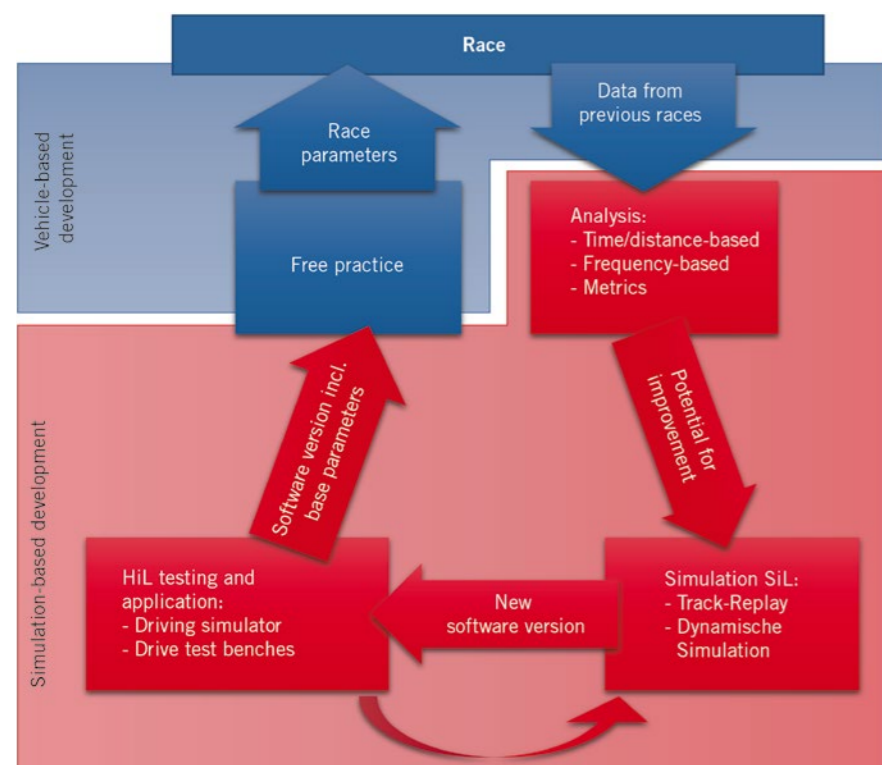 Race
Vehicle-based
development
Race
parameters
Data from
previous races
Free practice
Analysis:
- Time/distance-based
- Frequency-based
- Metrics
Simulation-based development
Software version incl.
base parameters
Potential for
improvement
HiL testing and
application:
- Driving simulator
- Drive test benches
New
software version
Simulation SiL:
- Track-Replay
- Dynamische
Simulation